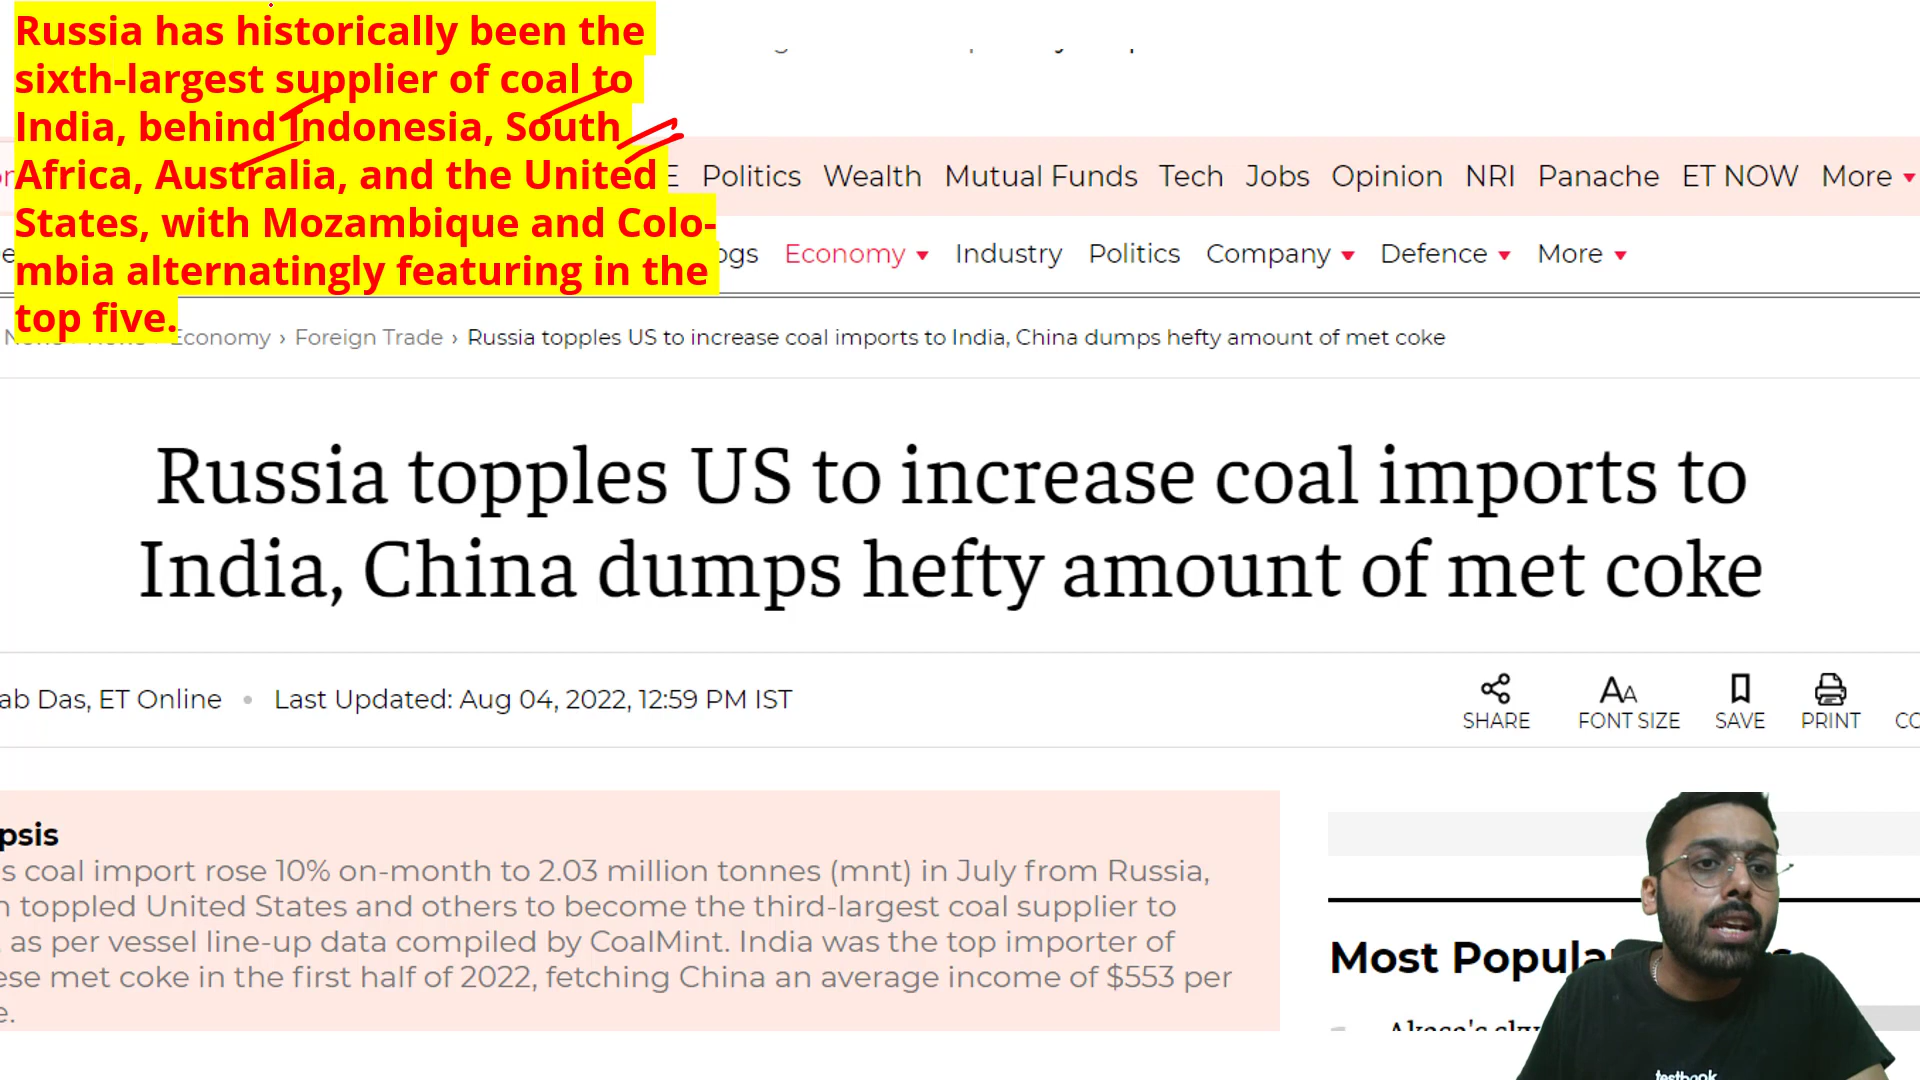 Russia has historically been the
sixth-largest supplier of coal to
India, behind Indonesia, South
Africa, Australia, and the United
States, with Mozambique and Colo-
mbia alternatingly featuring in the
top five.
E Politics Wealth Mutual Funds Tech Jobs Opinion NRI Panache ET NOW More
ogs Economy Industry Politics Company Defence More
Economy › Foreign Trade › Russia topples US to increase coal imports to India, China dumps hefty amount of met coke
Russia topples US to increase coal imports to
India, China dumps hefty amount of met coke
ab Das, ET Online • Last Updated: Aug 04, 2022, 12:59 PM IST
SHARE FONT SIZE SAVE PRINT CO
psis
s coal import rose 10% on-month to 2.03 million tonnes (mnt) in July from Russia,
h toppled United States and others to become the third-largest coal supplier to
, as per vessel line-up data compiled by CoalMint. India was the top importer of
ese met coke in the first half of 2022, fetching China an average income of $553 per
e.
Most Popula
testbook